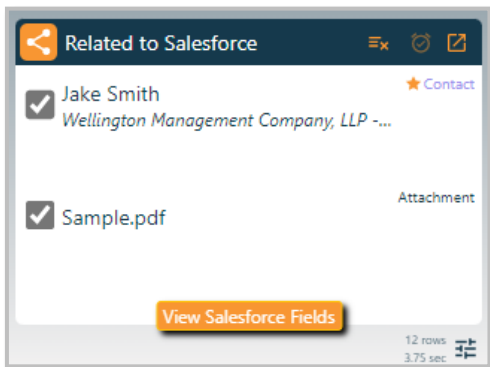 Related to Salesforce
Contact
Jake Smith
Wellington Management Company, LLP -...
Attachment
Sample.pdf
View Salesforce Fields
12 rows
3.75 sec